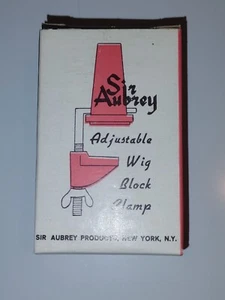 Sir
Aubrey
Adjustable
Wig
Block
Clamp
SIR AUBREY PRODUCTS, NEW YORK, N.Y.